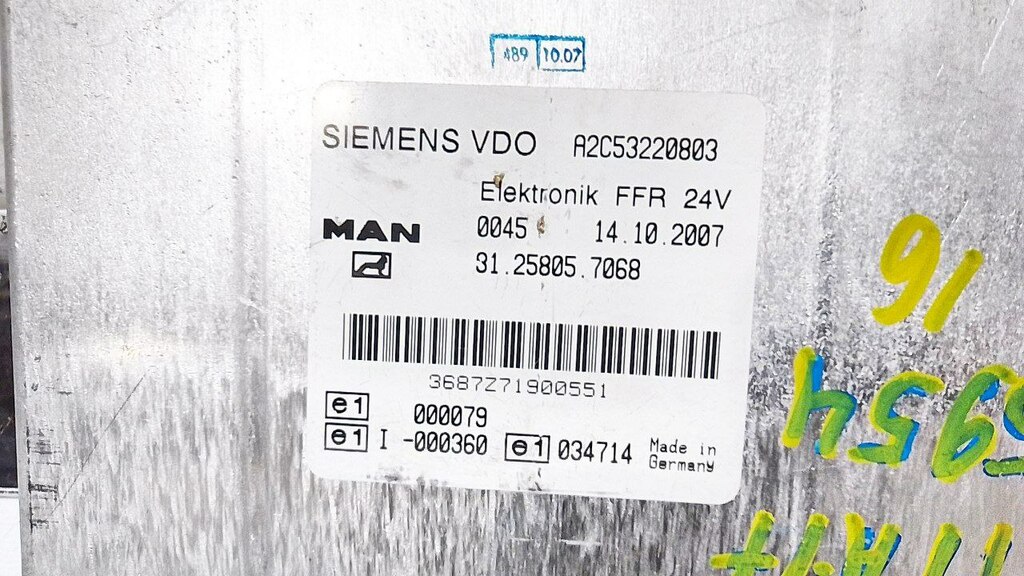 489 10.07
SIEMENS VDO A2C53220803
Elektronik FFR 24V
MAN 0045 14.10.2007
31.25805.7068
3687Z71900551
e1 000079
e1 I -000360 e1 034714 Made in
Germany
16